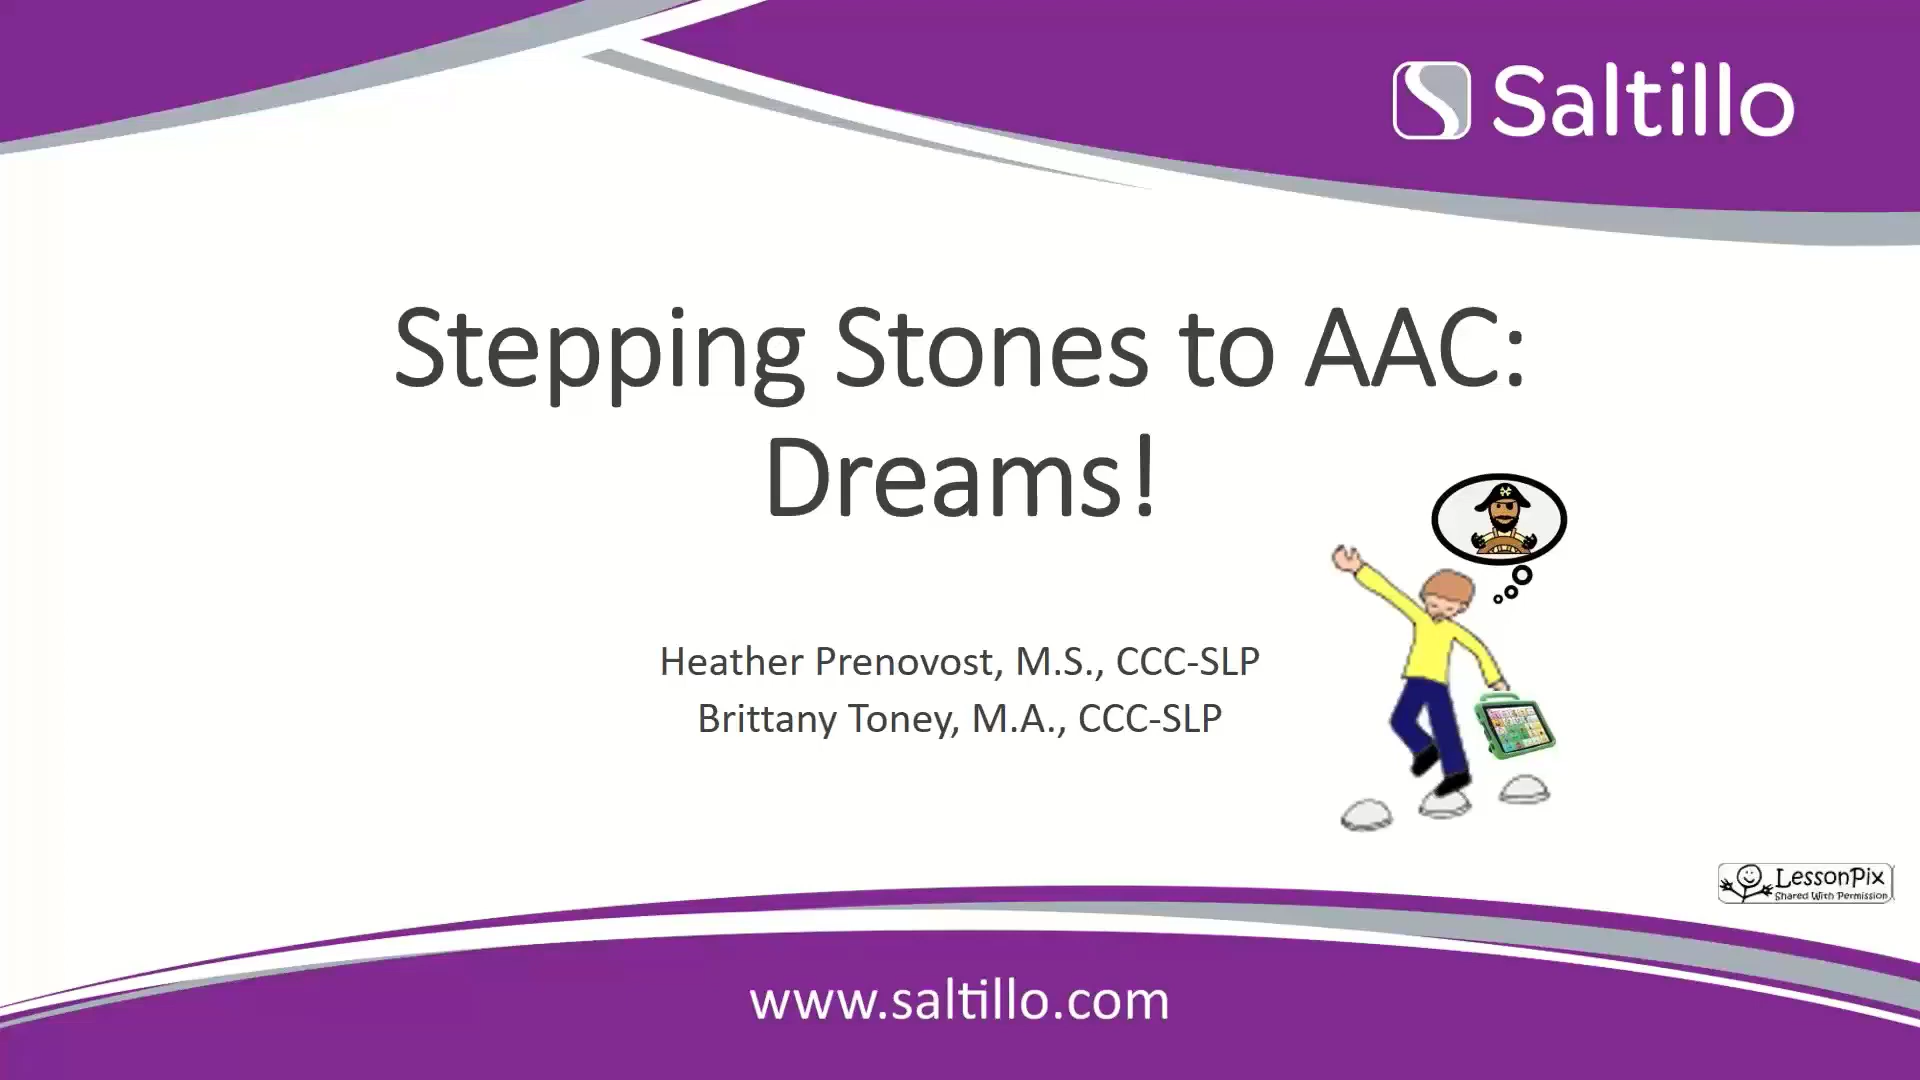 Saltillo
Stepping Stones to AAC:
Dreams!
Heather Prenovost, M.S., CCC-SLP
Brittany Toney, M.A., CCC-SLP
LessonPix
Shared With Permission
www.saltillo.com